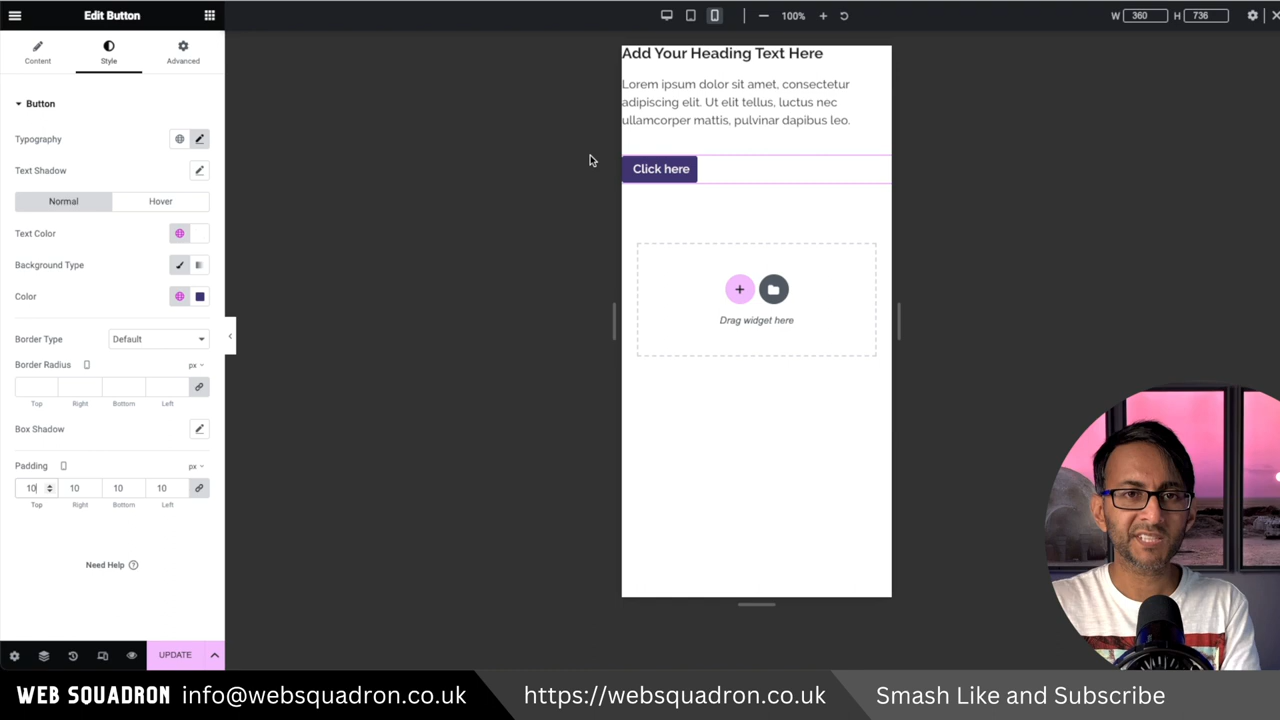 Edit Button
100%
W 360 H 736
Content Style Advanced
Button
Typography
Text Shadow
Normal Hover
Text Color
Background Type
Color
Border Type Default
Border Radius px
Top Right Bottom Left
Box Shadow
Padding px
10 10 10 10
Top Right Bottom Left
Need Help ?
UPDATE
Add Your Heading Text Here
Lorem ipsum dolor sit amet, consectetur
adipiscing elit. Ut elit tellus, luctus nec
ullamcorper mattis, pulvinar dapibus leo.
Click here
Drag widget here
WEB SQUADRON info@websquadron.co.uk https://websquadron.co.uk Smash Like and Subscribe